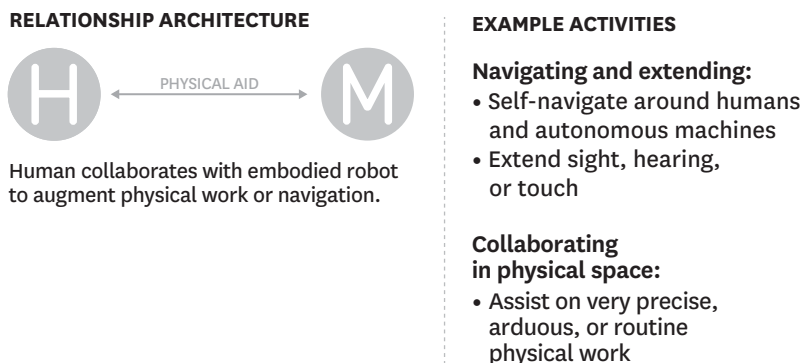 RELATIONSHIP ARCHITECTURE
H
PHYSICAL AID
M
Human collaborates with embodied robot
to augment physical work or navigation.
EXAMPLE ACTIVITIES
Navigating and extending:
• Self-navigate around humans
and autonomous machines
• Extend sight, hearing,
or touch
Collaborating
in physical space:
• Assist on very precise,
arduous, or routine
physical work